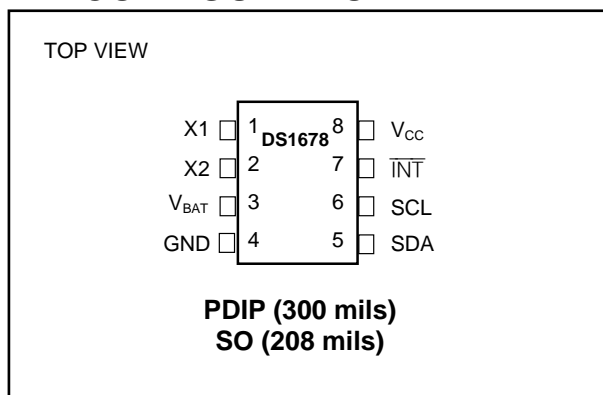 TOP VIEW
X1 1 DS1678 8 VCC
X2 2 7 INT
VBAT 3 6 SCL
GND 4 5 SDA
PDIP (300 mils)
SO (208 mils)